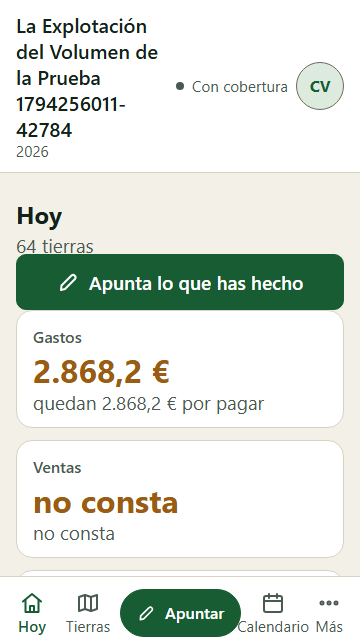 La Explotación
del Volumen de
la Prueba
1794256011-
42784
2026
Con cobertura
CV
Hoy
64 tierras
Apunta lo que has hecho
Gastos
2.868,2 €
quedan 2.868,2 € por pagar
Ventas
no consta
no consta
Hoy
Tierras
Apuntar
Calendario
Más